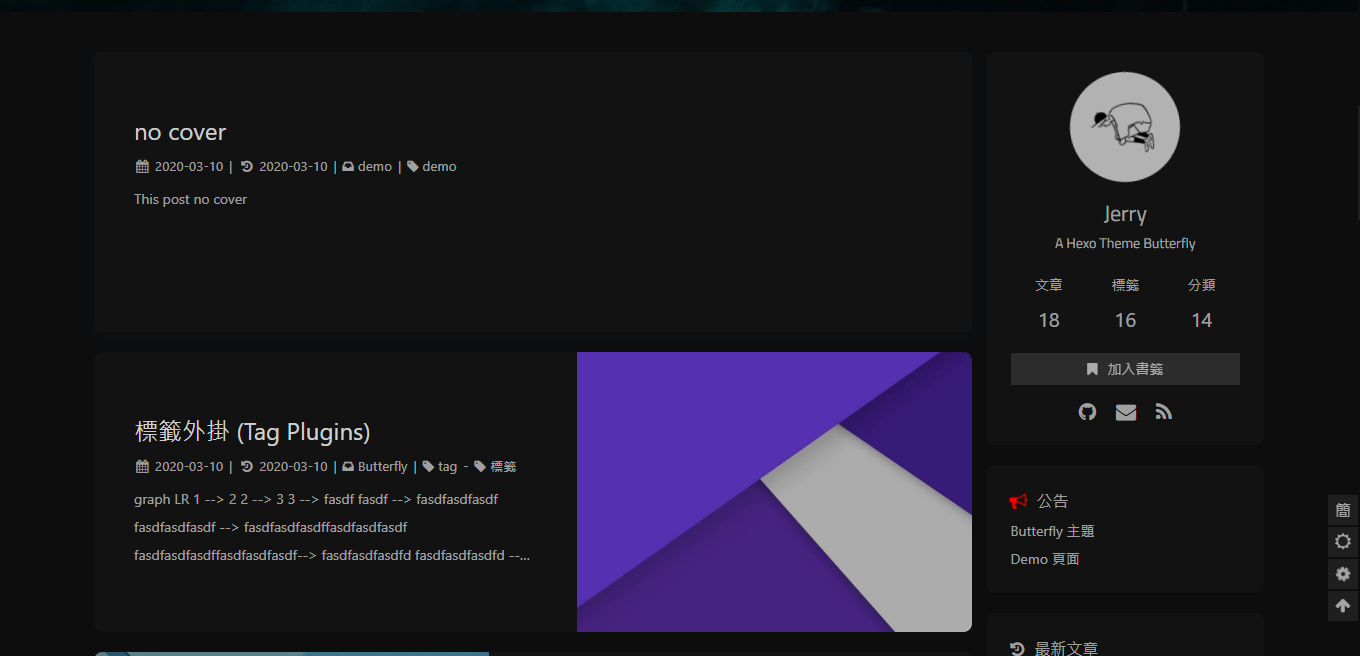 no cover
2020-03-10 | 2020-03-10 | demo | demo
This post no cover
標籤外掛 (Tag Plugins)
2020-03-10 | 2020-03-10 | Butterfly | tag - 標籤
graph LR 1 --> 2 2 --> 3 3 --> fasdf fasdf --> fasdfasdfasdf
fasdfasdfasdf --> fasdfasdfasdffasdfasdfasdf
fasdfasdfasdffasdfasdfasdf--> fasdfasdfasdfd fasdfasdfasdfd --...
Jerry
A Hexo Theme Butterfly
文章 標籤 分類
18 16 14
加入書籤
公告
Butterfly 主題
Demo 頁面
最新文章
簡